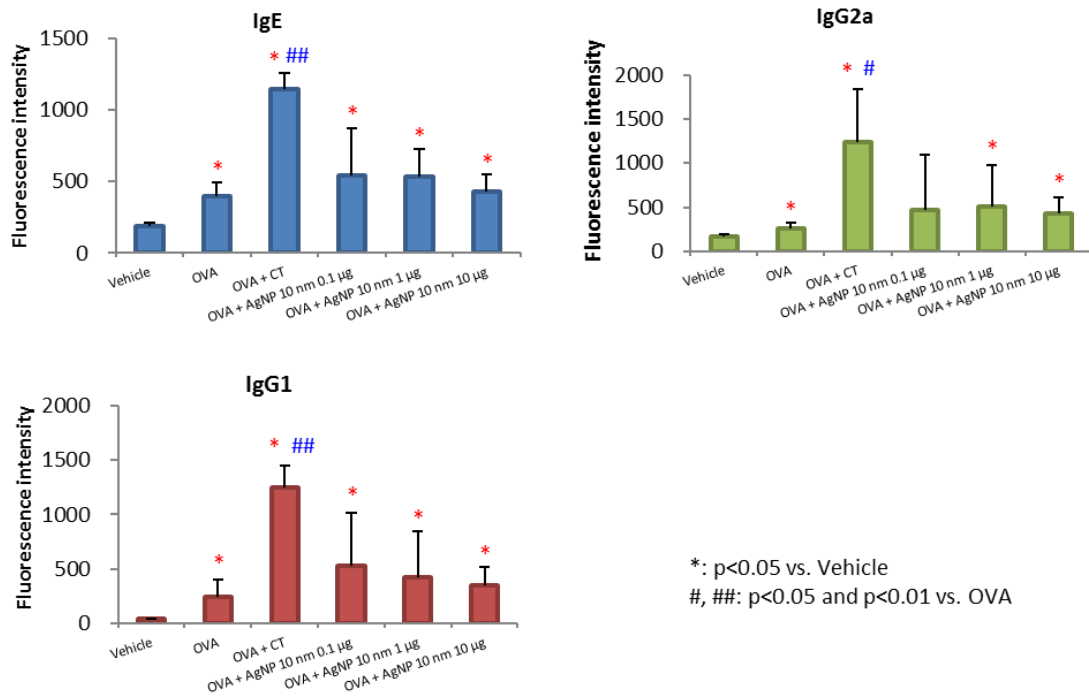 IgE
Fluorescence intensity
1500
1000
500
0
* ##
*
*
*
*
Vehicle
OVA
OVA + CT
OVA + AgNP 10 nm 0.1 µg
OVA + AgNP 10 nm 1 µg
OVA + AgNP 10 nm 10 µg
IgG2a
Fluorescence intensity
2000
1500
1000
500
0
* #
*
*
*
Vehicle
OVA
OVA + CT
OVA + AgNP 10 nm 0.1 µg
OVA + AgNP 10 nm 1 µg
OVA + AgNP 10 nm 10 µg
IgG1
Fluorescence intensity
2000
1500
1000
500
0
* ##
*
*
*
*
Vehicle
OVA
OVA + CT
OVA + AgNP 10 nm 0.1 µg
OVA + AgNP 10 nm 1 µg
OVA + AgNP 10 nm 10 µg
*: p<0.05 vs. Vehicle
#, ##: p<0.05 and p<0.01 vs. OVA